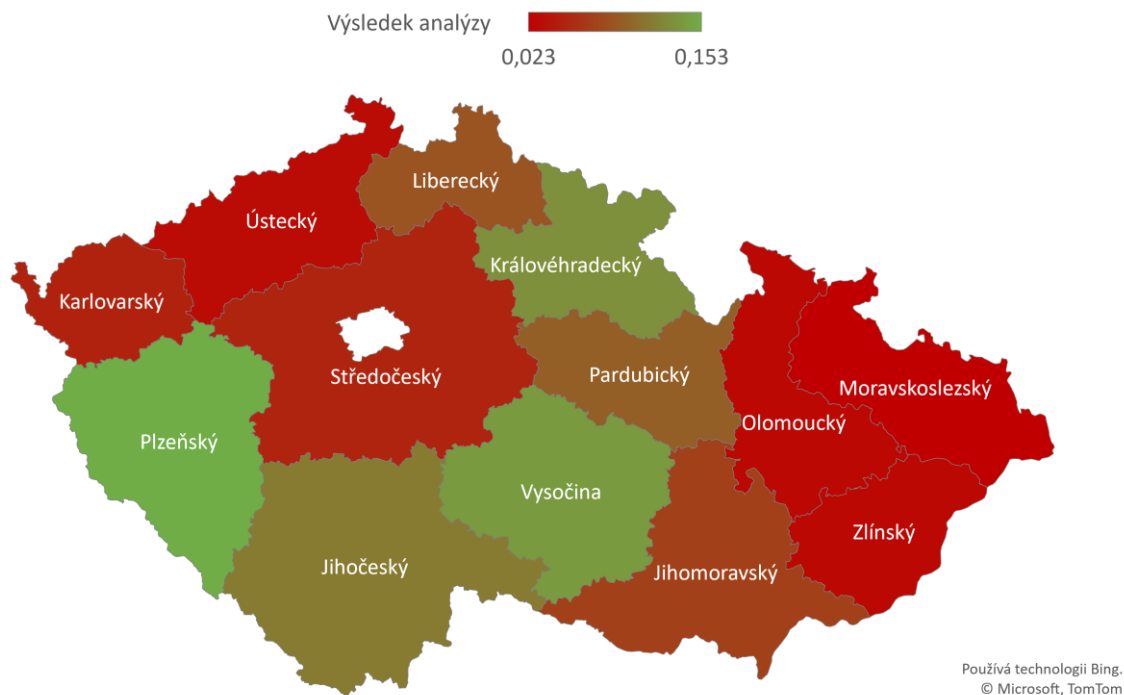 Výsledek analýzy
0,023 0,153
Liberecký
Ústecký
Královéhradecký
Karlovarský
Středočeský
Pardubický
Moravskoslezský
Olomoucký
Plzeňský
Vysočina
Zlínský
Jihočeský
Jihomoravský
Používá technologii Bing.
© Microsoft, TomTom